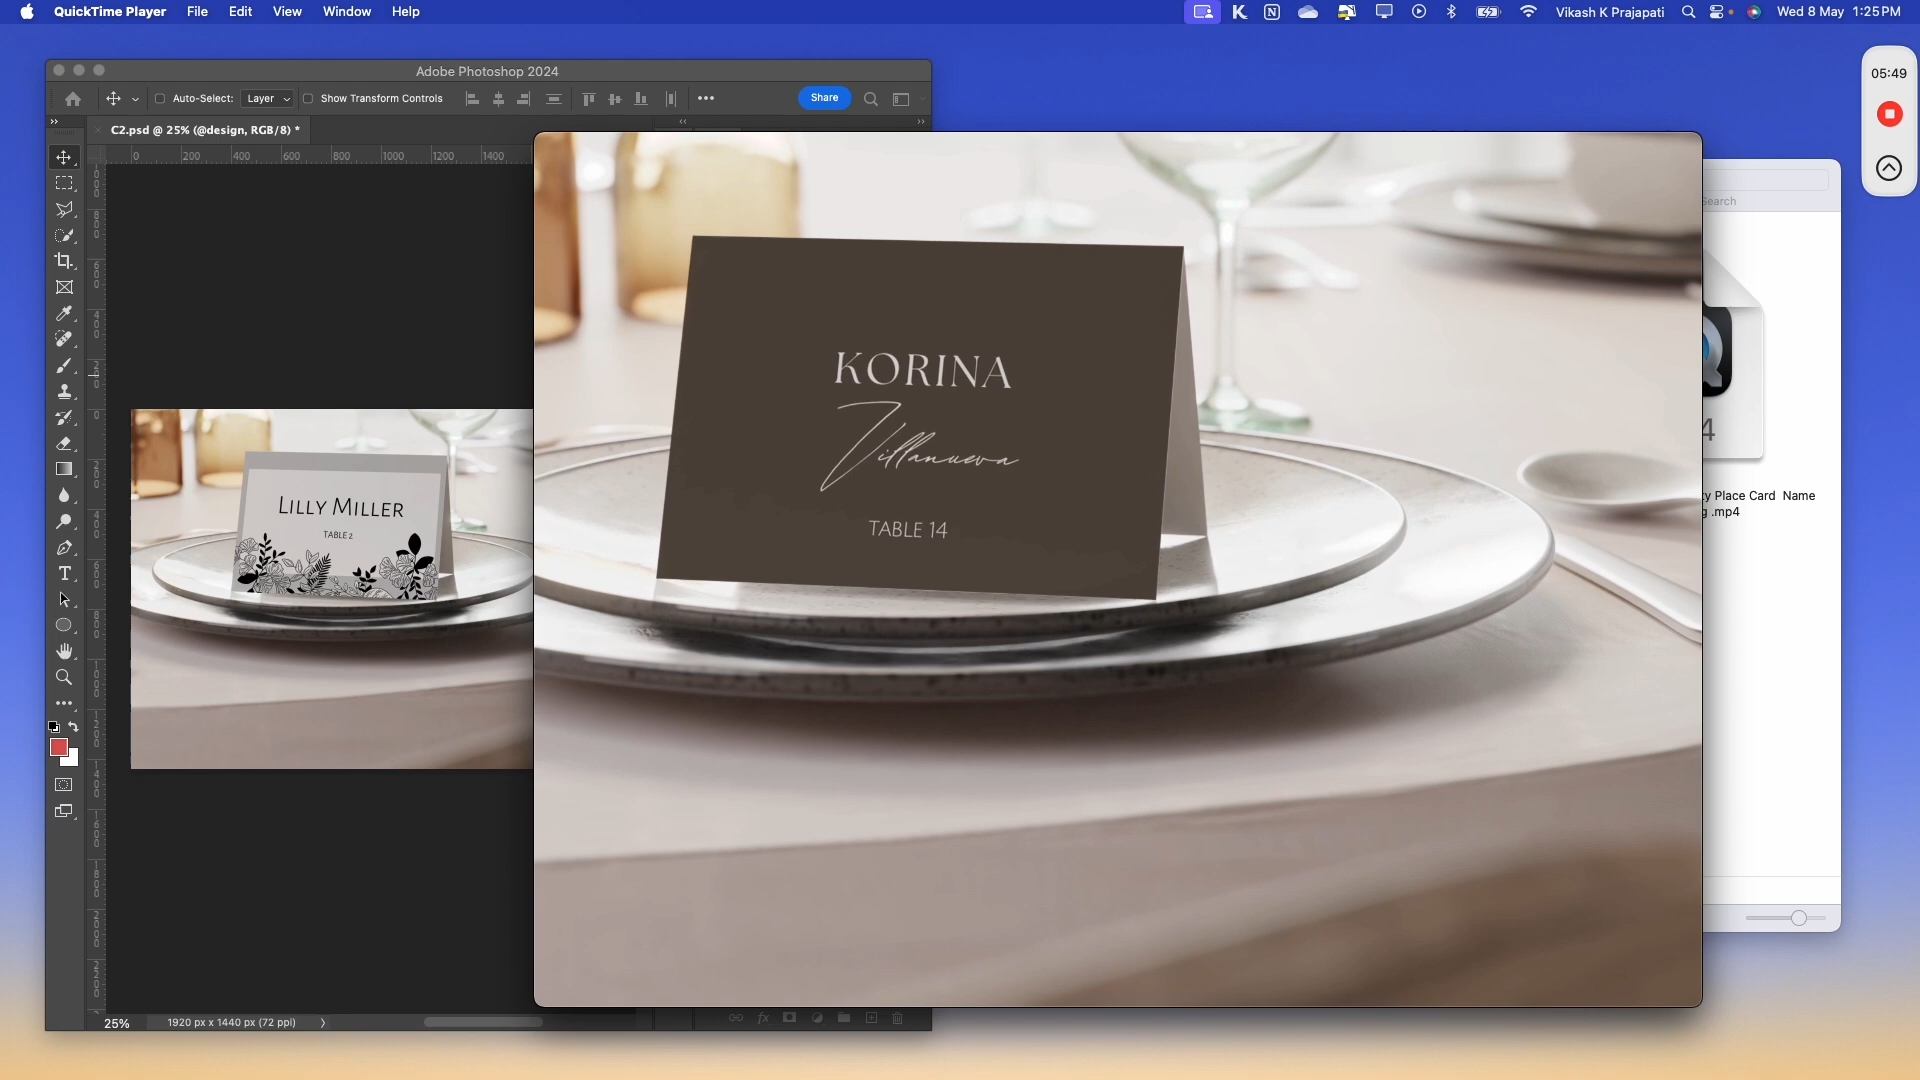 QuickTime Player File Edit View Window Help
Vikash K Prajapati Wed 8 May 1:25 PM
05:49
Adobe Photoshop 2024
Auto-Select: Layer Show Transform Controls Share
C2.psd @ 25% (@design, RGB/8) *
0 200 400 600 800 1000 1200 1400
Search
KORINA
Villanueva
TABLE 14
LILLY MILLER
TABLE 2
4
y Place Card Name
g .mp4
25% 1920 px x 1440 px (72 ppi)